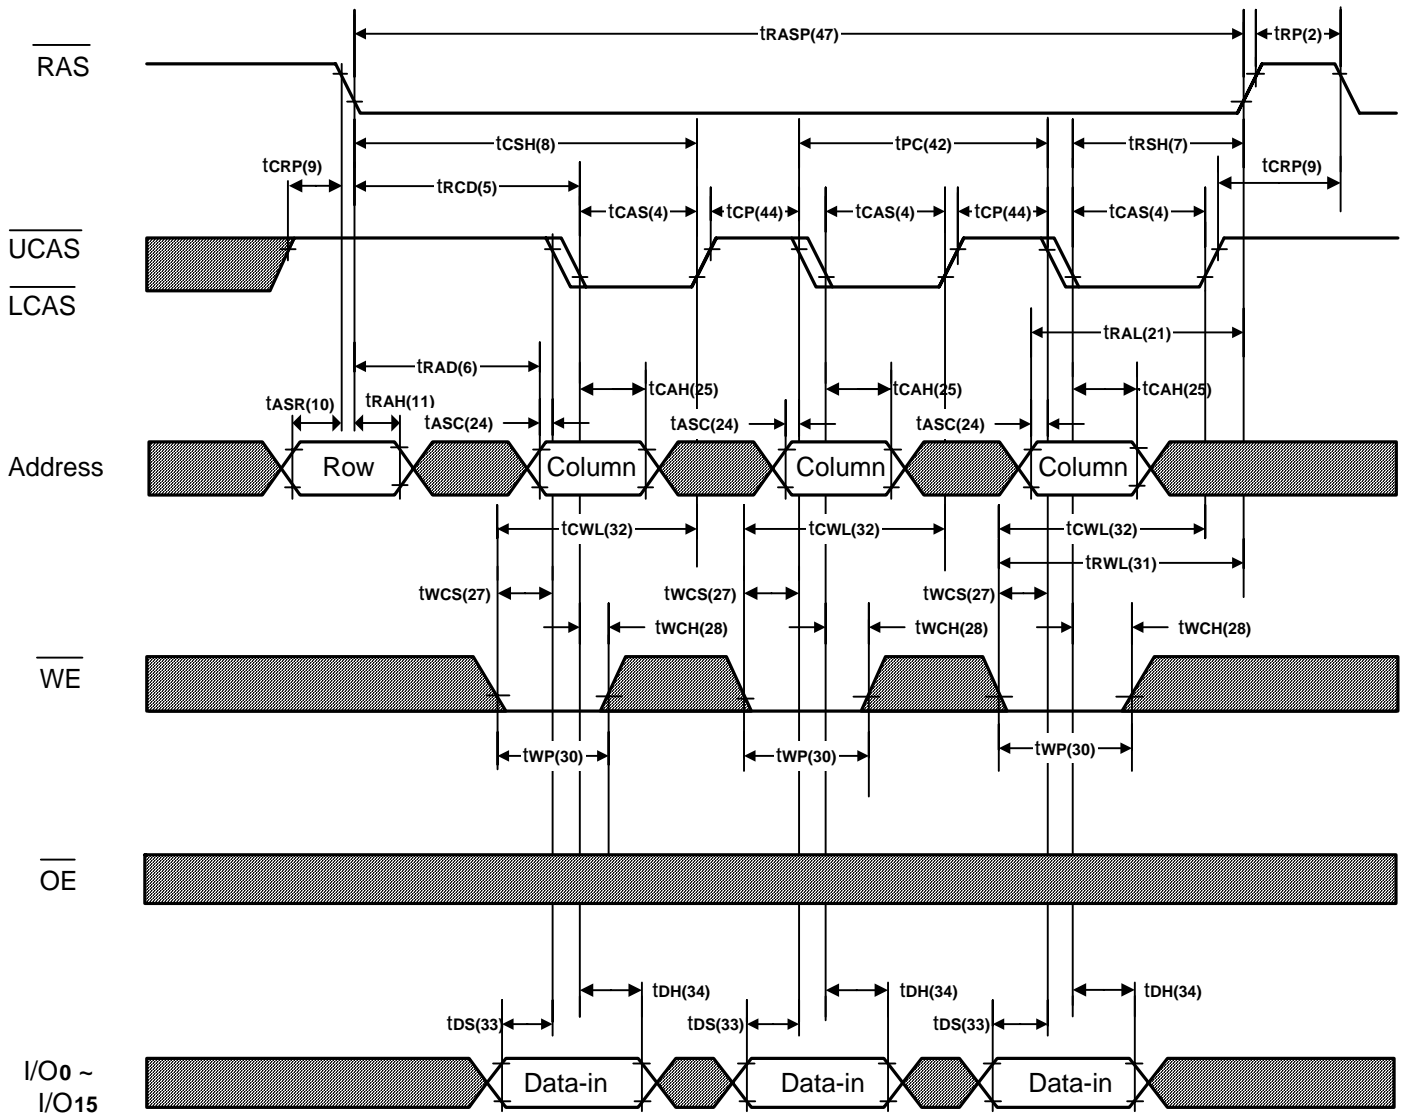 tRASP(47) tRP(2)
RAS
tCSH(8) tPC(42) tRSH(7)
tCRP(9) tCRP(9)
tRCD(5)
tCAS(4) tCP(44) tCAS(4) tCP(44) tCAS(4)
UCAS
LCAS
tRAL(21)
tRAD(6)
tCAH(25) tCAH(25) tCAH(25)
tASR(10) tRAH(11) tASC(24) tASC(24) tASC(24)
Address Row Column Column Column
tCWL(32) tCWL(32) tCWL(32)
tRWL(31)
tWCS(27) tWCS(27) tWCS(27)
tWCH(28) tWCH(28) tWCH(28)
WE
tWP(30) tWP(30) tWP(30)
OE
tDH(34) tDH(34) tDH(34)
tDS(33) tDS(33) tDS(33)
I/O0 ~ Data-in Data-in Data-in
I/O15